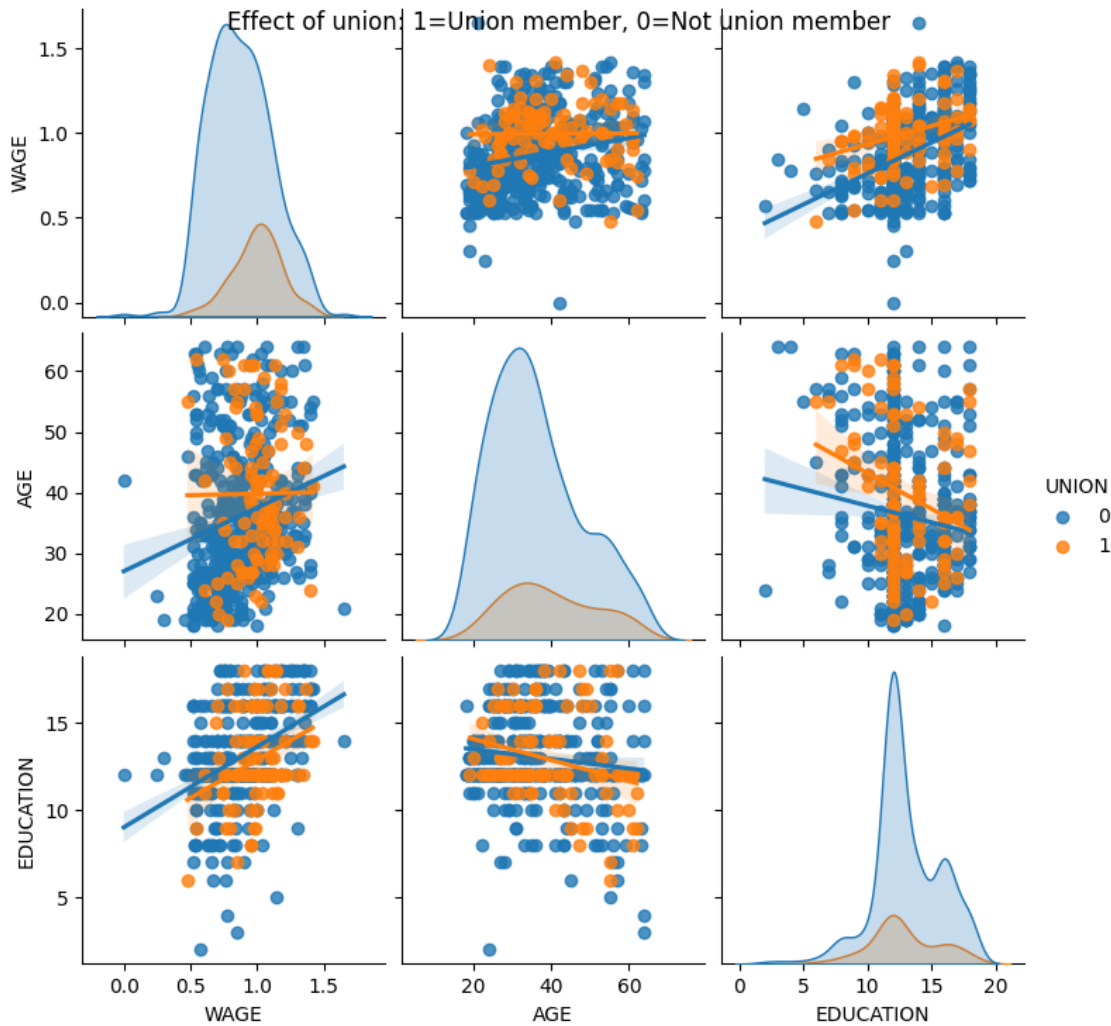 Effect of union: 1=Union member, 0=Not union member
1.5
1.0
0.5
0.0
WAGE
60
50
40
30
20
AGE
UNION
0
1
15
10
5
EDUCATION
0.0 0.5 1.0 1.5
WAGE
20 40 60
AGE
0 5 10 15 20
EDUCATION